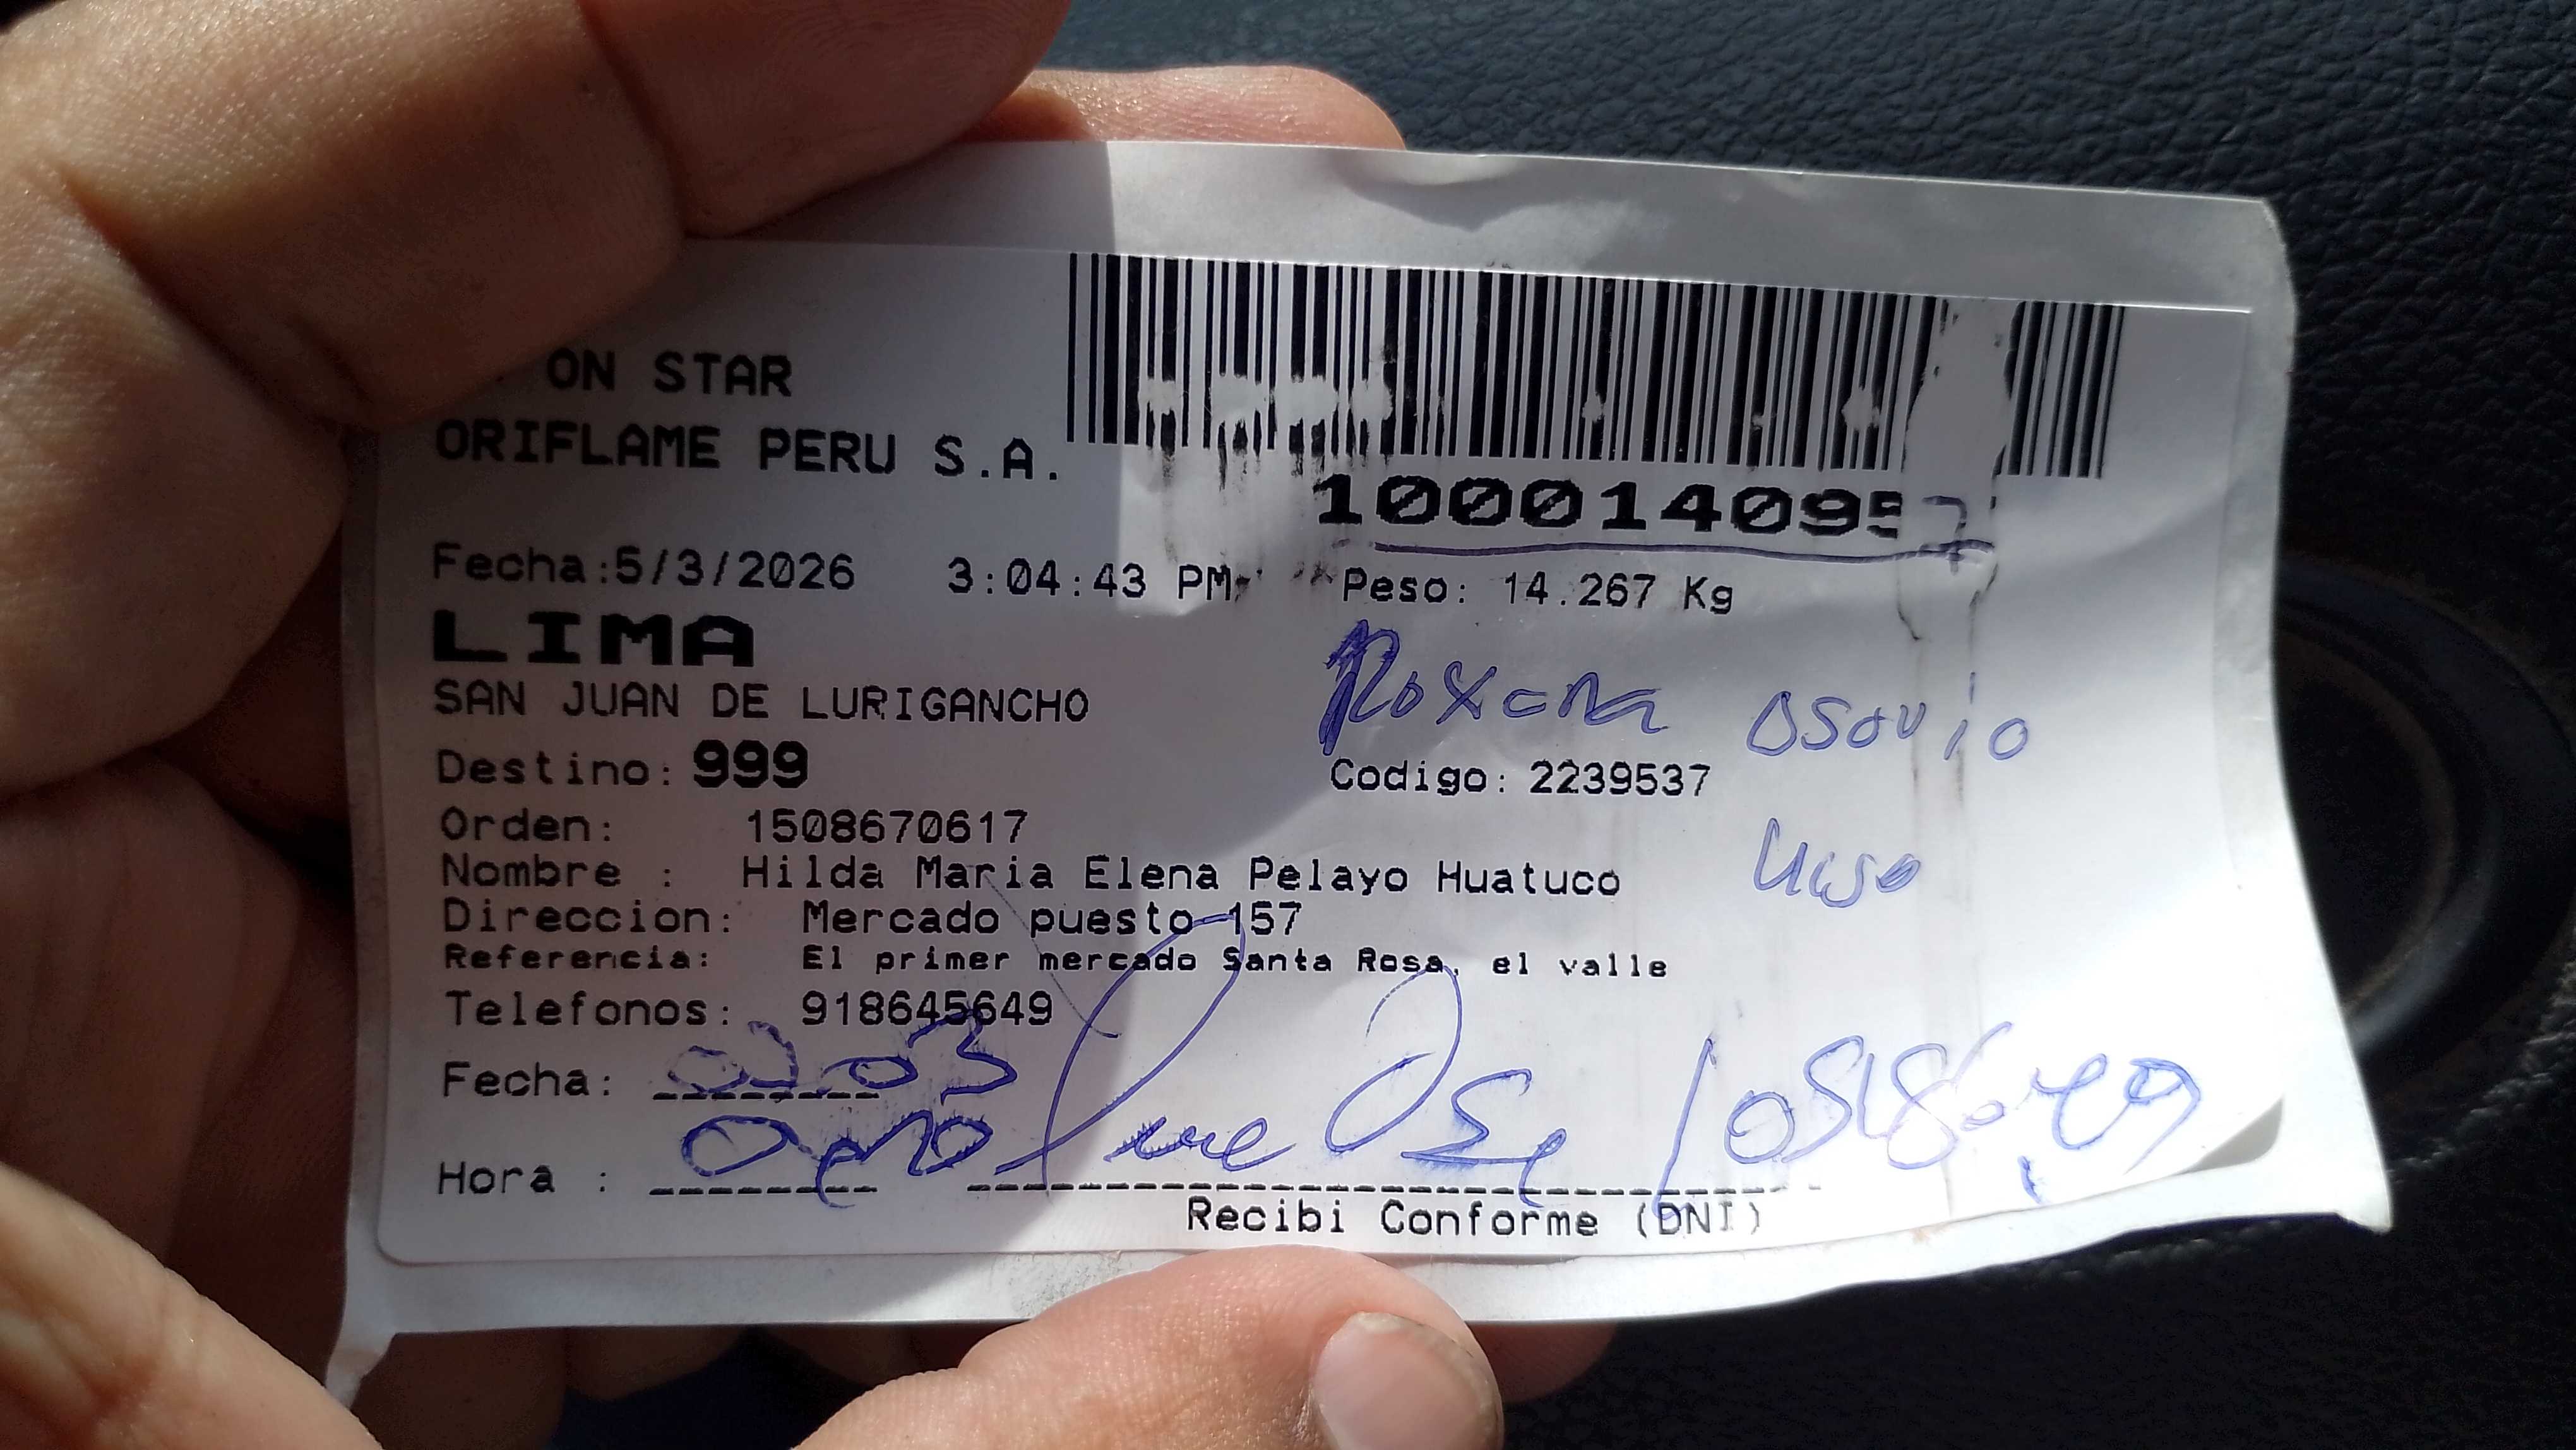 ON STAR
ORIFLAME PERU S.A.
1000140957
Fecha:5/3/2026 3:04:43 PM Peso: 14.267 Kg
LIMA
SAN JUAN DE LURIGANCHO
Roxana Osorio
Destino: 999 Codigo: 2239537
Orden: 1508670617
Nombre : Hilda Maria Elena Pelayo Huatuco
Direccion: Mercado puesto 157
Referencia: El primer mercado Santa Rosa, el valle
Telefonos: 918645649
Fecha: 03
Hora :
Recibi Conforme (DNI)